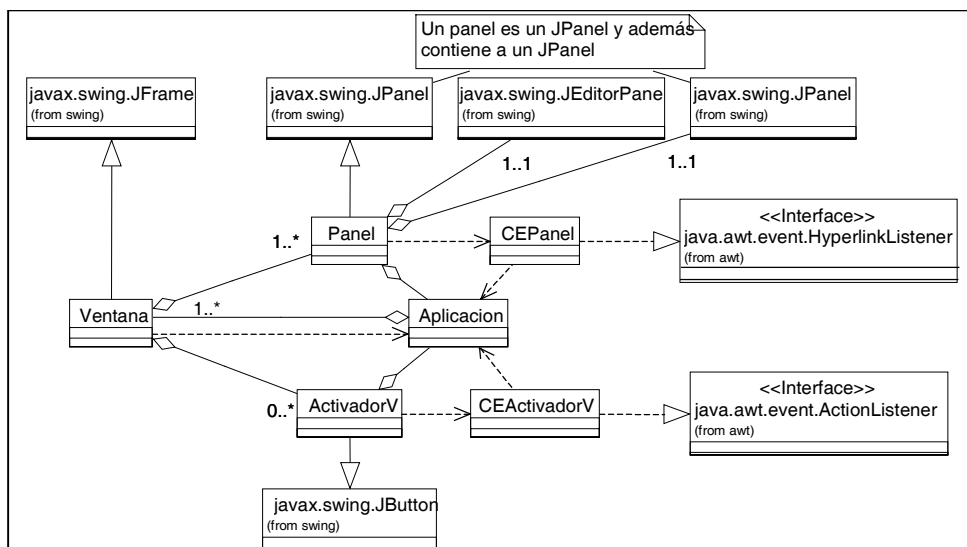 Un panel es un JPanel y además
contiene a un JPanel
javax.swing.JFrame
(from swing)
javax.swing.JPanel
(from swing)
javax.swing.JEditorPane
(from swing)
javax.swing.JPanel
(from swing)
1..1
1..1
Panel
1..*
CEPanel
<<Interface>>
java.awt.event.HyperlinkListener
(from awt)
Ventana
1..*
Aplicacion
0..*
ActivadorV
CEActivadorV
<<Interface>>
java.awt.event.ActionListener
(from awt)
javax.swing.JButton
(from swing)